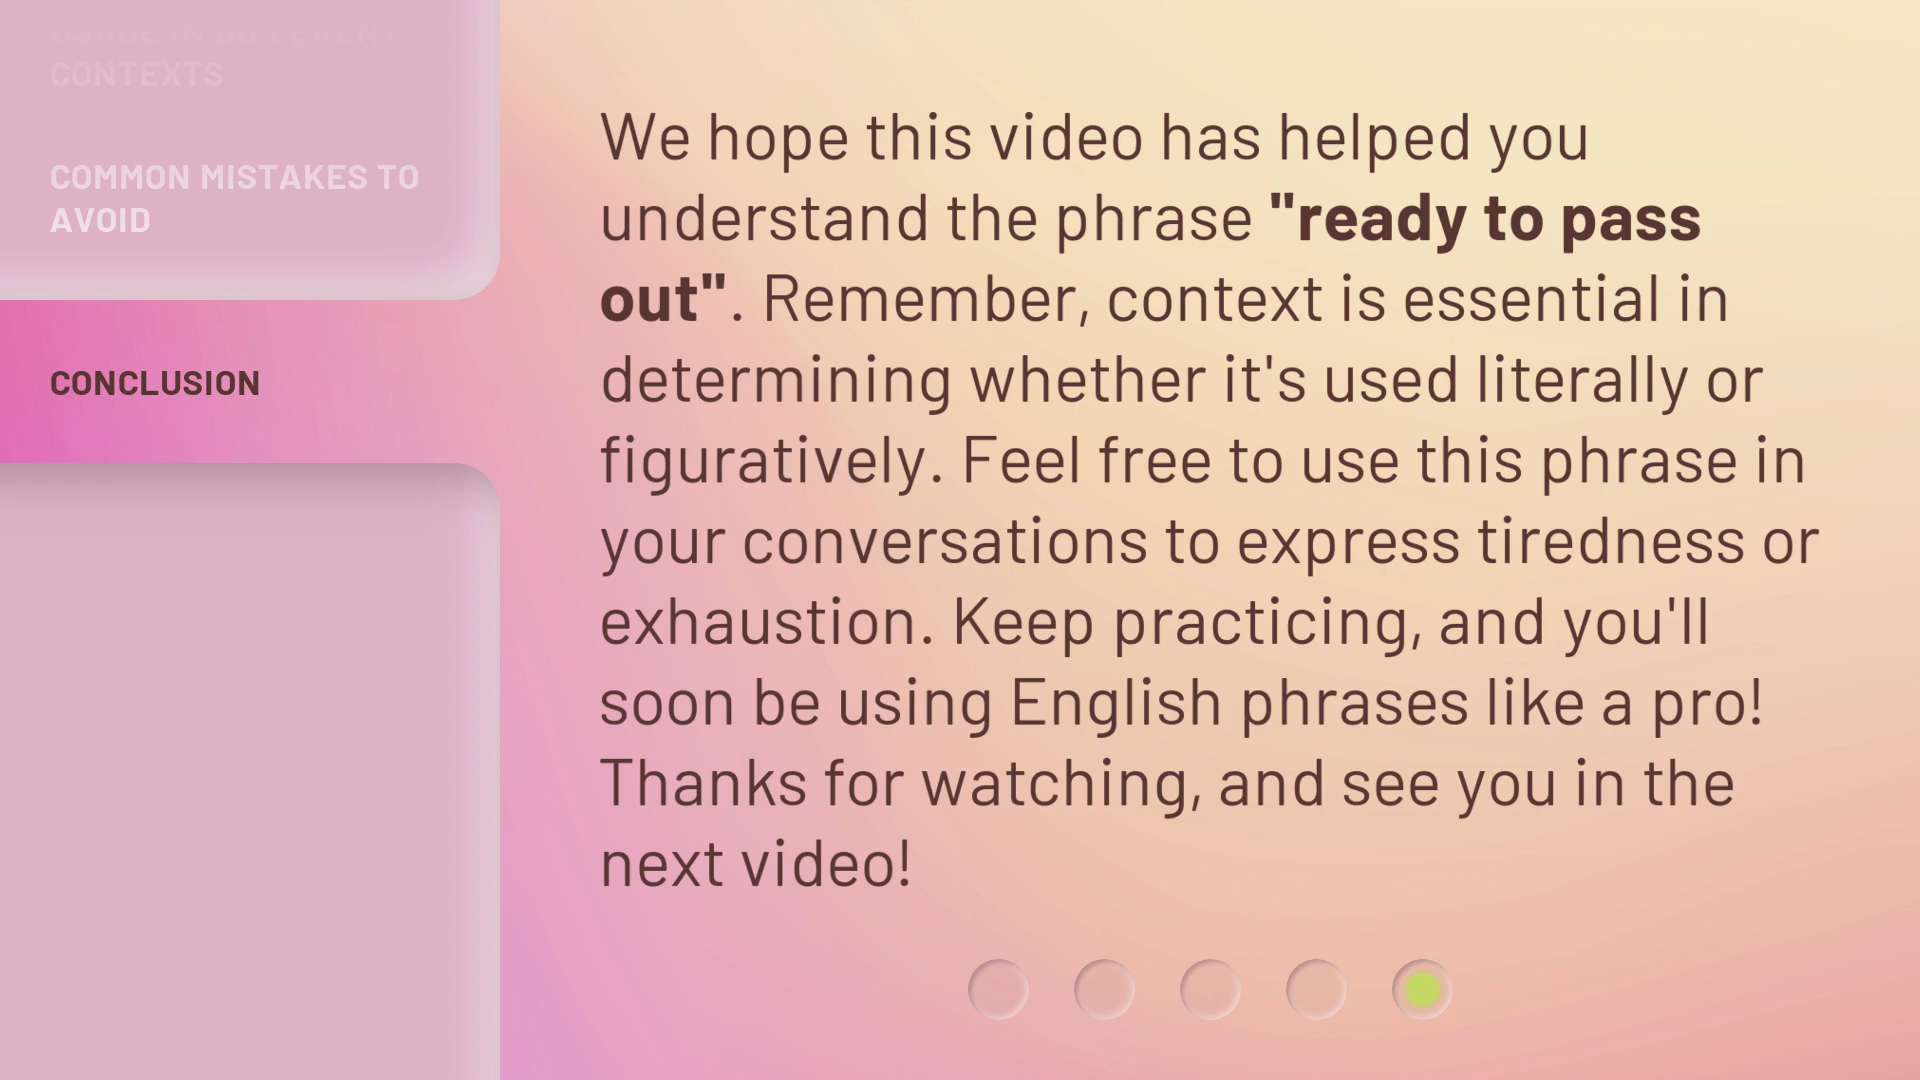 USAGE IN DIFFERENT
CONTEXTS
COMMON MISTAKES TO
AVOID
CONCLUSION
We hope this video has helped you
understand the phrase "ready to pass
out". Remember, context is essential in
determining whether it's used literally or
figuratively. Feel free to use this phrase in
your conversations to express tiredness or
exhaustion. Keep practicing, and you'll
soon be using English phrases like a pro!
Thanks for watching, and see you in the
next video!